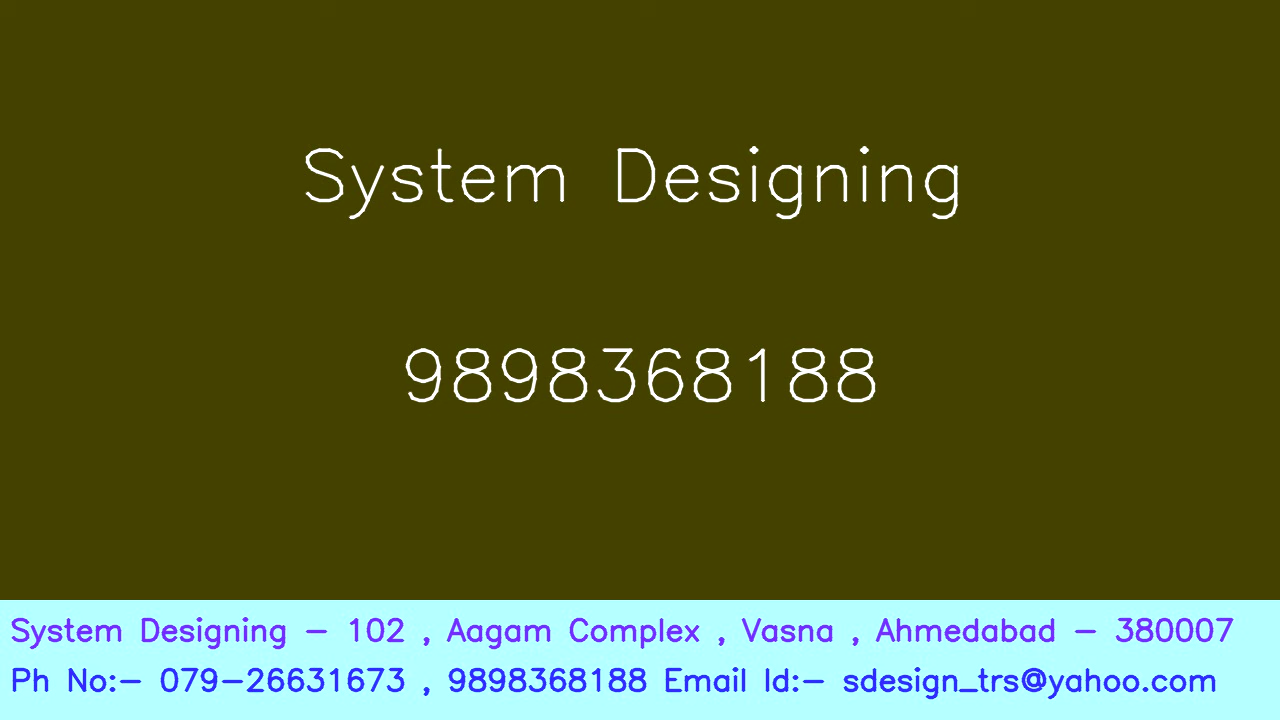 System Designing
9898368188
System Designing - 102 , Aagam Complex , Vasna , Ahmedabad - 380007
Ph No:- 079-26631673 , 9898368188 Email Id:- sdesign_trs@yahoo.com